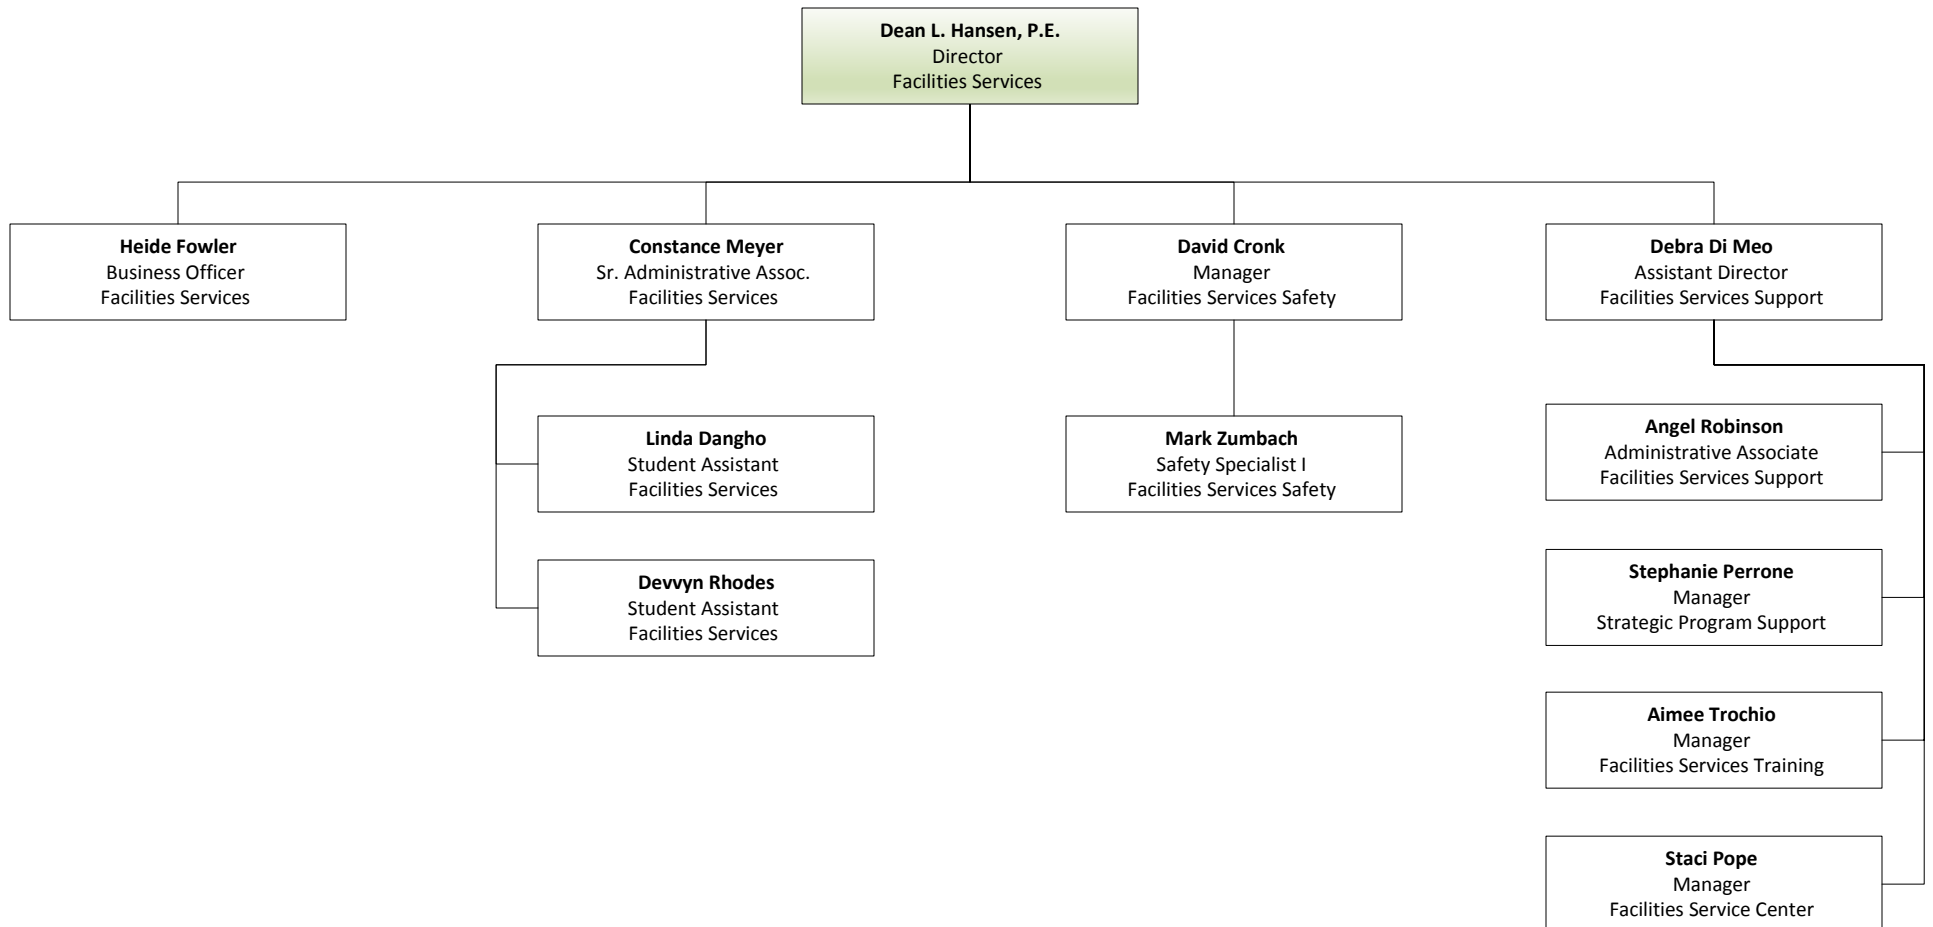 Dean L. Hansen, P.E.
Director
Facilities Services
Heide Fowler
Business Officer
Facilities Services
Constance Meyer
Sr. Administrative Assoc.
Facilities Services
David Cronk
Manager
Facilities Services Safety
Debra Di Meo
Assistant Director
Facilities Services Support
Linda Dangho
Student Assistant
Facilities Services
Devvyn Rhodes
Student Assistant
Facilities Services
Mark Zumbach
Safety Specialist I
Facilities Services Safety
Angel Robinson
Administrative Associate
Facilities Services Support
Stephanie Perrone
Manager
Strategic Program Support
Aimee Trochio
Manager
Facilities Services Training
Staci Pope
Manager
Facilities Service Center